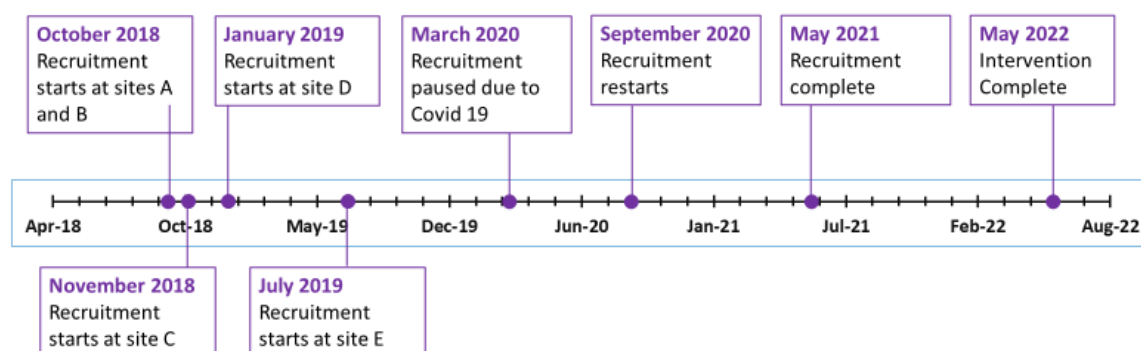 October 2018
Recruitment
starts at sites A
and B
January 2019
Recruitment
starts at site D
March 2020
Recruitment
paused due to
Covid 19
September 2020
Recruitment
restarts
May 2021
Recruitment
complete
May 2022
Intervention
Complete
Apr-18 Oct-18 May-19 Dec-19 Jun-20 Jan-21 Jul-21 Feb-22 Aug-22
November 2018
Recruitment
starts at site C
July 2019
Recruitment
starts at site E